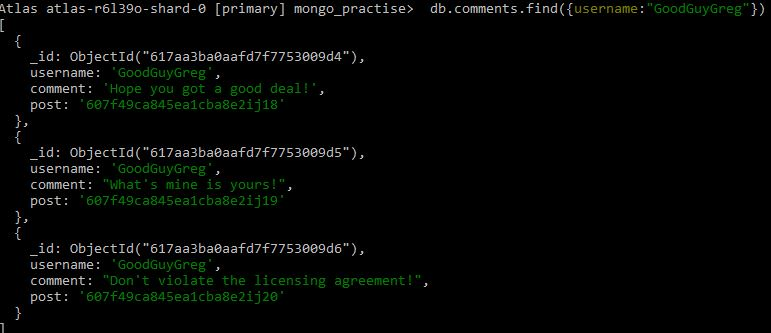 Atlas atlas-r6l39o-shard-0 [primary] mongo_practise> db.comments.find({username:"GoodGuyGreg"})
[
  {
    _id: ObjectId("617aa3ba0aafd7f7753009d4"),
    username: 'GoodGuyGreg',
    comment: 'Hope you got a good deal!',
    post: '607f49ca845ea1cba8e2ij18'
  },
  {
    _id: ObjectId("617aa3ba0aafd7f7753009d5"),
    username: 'GoodGuyGreg',
    comment: "What's mine is yours!",
    post: '607f49ca845ea1cba8e2ij19'
  },
  {
    _id: ObjectId("617aa3ba0aafd7f7753009d6"),
    username: 'GoodGuyGreg',
    comment: "Don't violate the licensing agreement!",
    post: '607f49ca845ea1cba8e2ij20'
  }
]